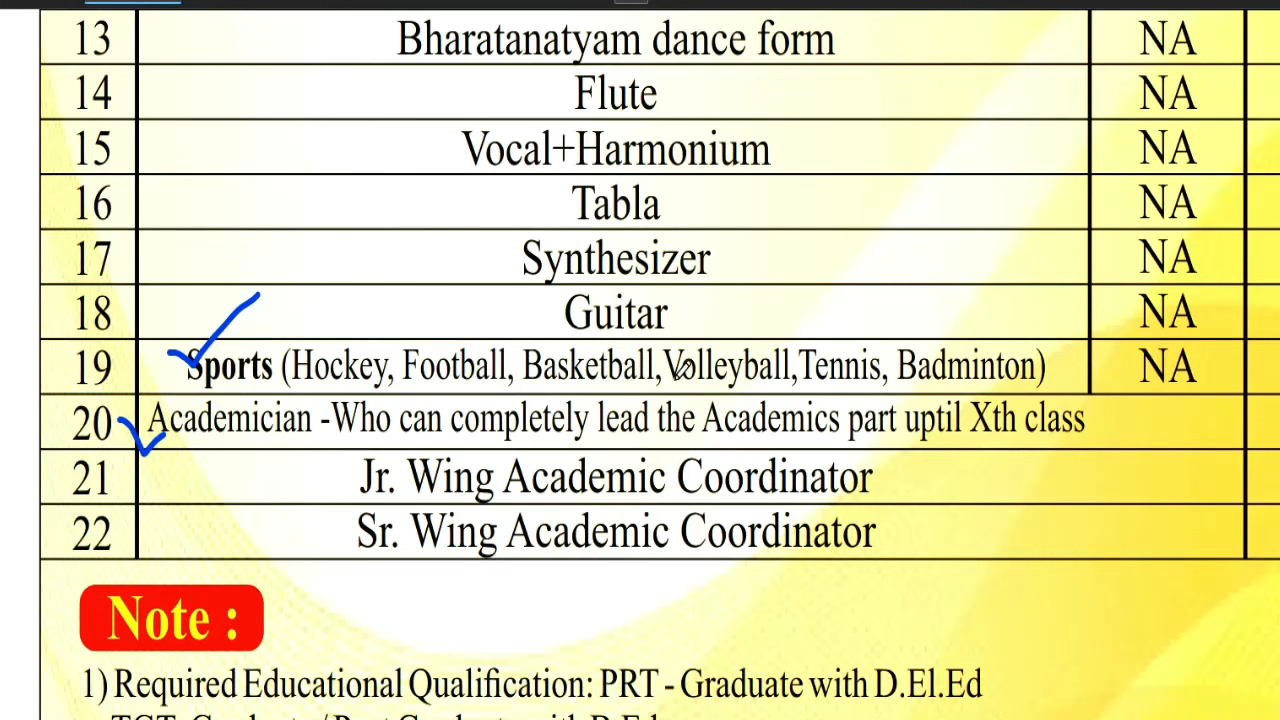 13 Bharatanatyam dance form NA
14 Flute NA
15 Vocal+Harmonium NA
16 Tabla NA
17 Synthesizer NA
18 Guitar NA
19 Sports (Hockey, Football, Basketball,Volleyball,Tennis, Badminton) NA
20 Academician -Who can completely lead the Academics part uptil Xth class
21 Jr. Wing Academic Coordinator
22 Sr. Wing Academic Coordinator
Note :
1) Required Educational Qualification: PRT - Graduate with D.El.Ed